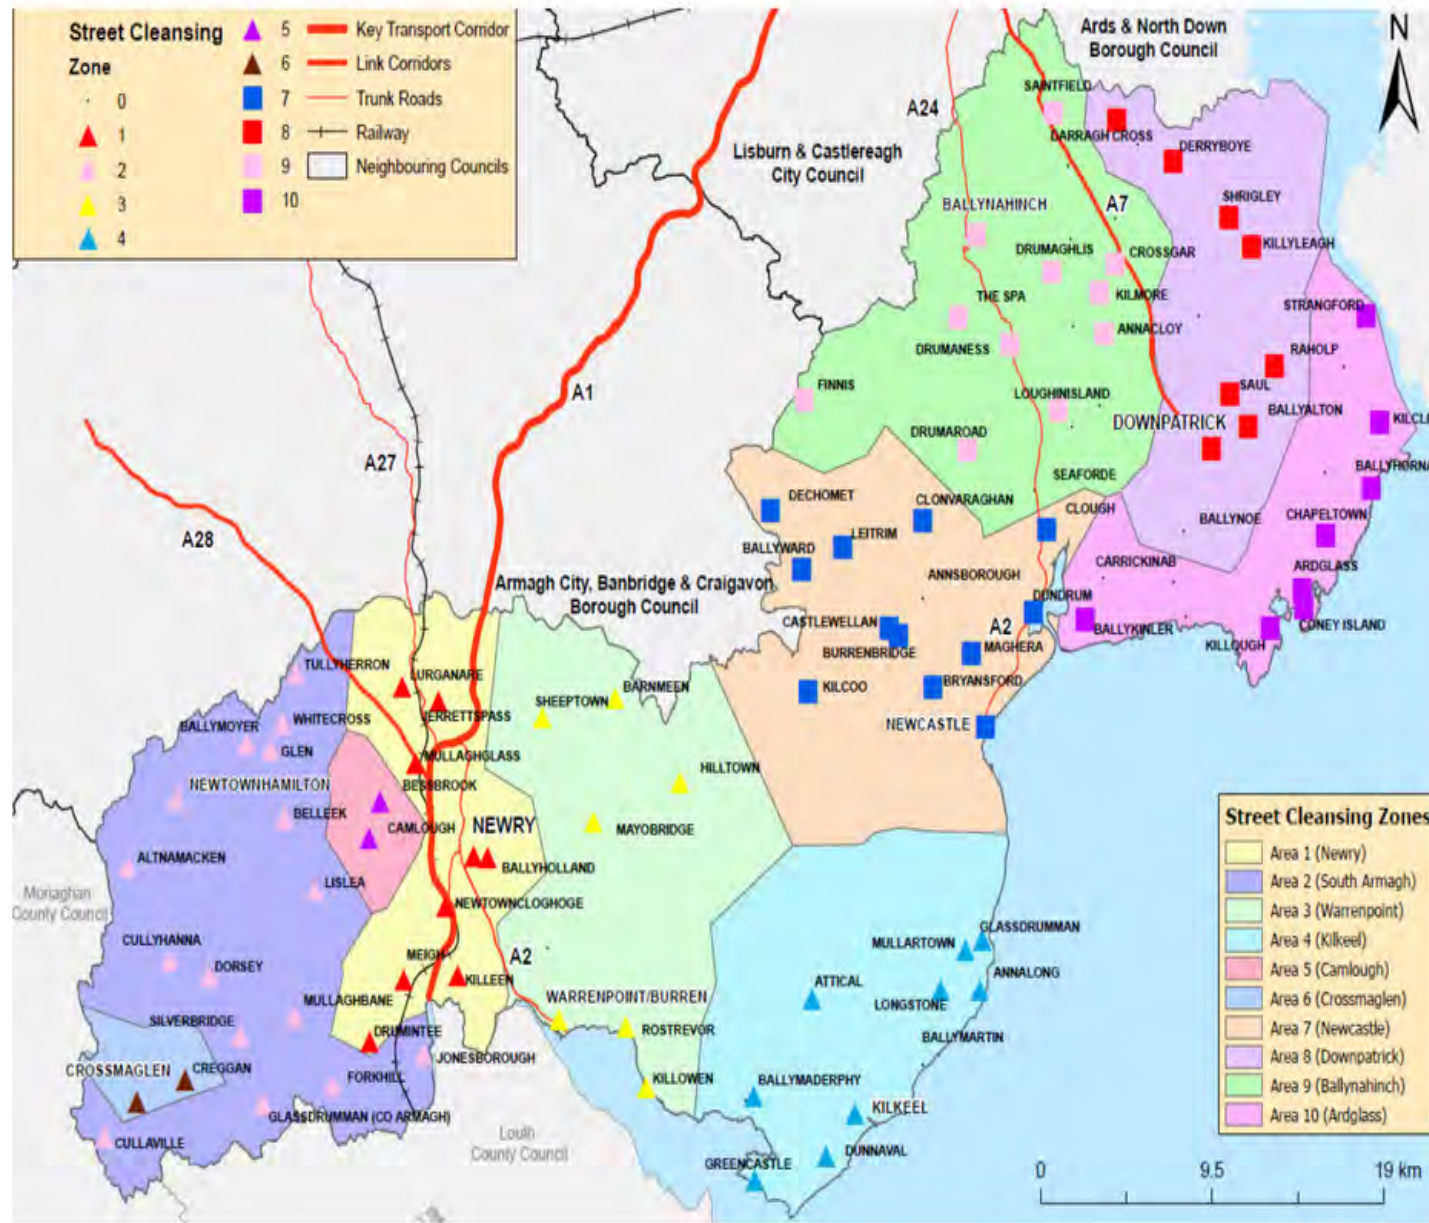 Street Cleansing
Zone
0
1
2
3
4
5
6
7
8
9
10
Key Transport Corridor
Link Corridors
Trunk Roads
Railway
Neighbouring Councils
Ards & North Down
Borough Council
N
A24
SAINTFIELD
DARRAGH CROSS
DERRYBOYE
Lisburn & Castlereagh
City Council
SHRIGLEY
BALLYNAHINCH
A7
KILLYLEAGH
DRUMAGHLIS
CROSSGAR
THE SPA
KILMORE
STRANGFORD
ANNACLOY
DRUMANESS
RAHOLP
FINNIS
SAUL
A1
LOUGHINISLAND
BALLYALTON
DOWNPATRICK
KILCL
DRUMAROAD
A27
SEAFORDE
BALLYHORNA
DECHOMET
CLONVARAGHAN
CLOUGH
BALLYNOE
CHAPELTOWN
A28
LEITRIM
BALLYWARD
CARRICKINAB
ARDGLASS
Armagh City, Banbridge & Craigavon
Borough Council
ANNSBOROUGH
DUNDRUM
CASTLEWELLAN
A2
BALLYKINLER
CONEY ISLAND
BURRENBRIDGE
MAGHERA
KILLOUGH
TULLYHERRON
LURGANARE
BARNMEEN
SHEEPTOWN
KILCOO
BRYANSFORD
JERRETTSPASS
WHITECROSS
BALLYMOYER
NEWCASTLE
GLEN
MULLAGHGLASS
HILLTOWN
NEWTOWNHAMILTON
BESSBROOK
BELLEEK
CAMLOUGH
NEWRY
MAYOBRIDGE
ALTNAMACKEN
BALLYHOLLAND
LISLEA
Monaghan
County Council
NEWTOWNCLOGHOGE
CULLYHANNA
DORSEY
MEIGH
A2
KILLEEN
MULLARTOWN
GLASSDRUMMAN
ATTICAL
ANNALONG
LONGSTONE
MULLAGHBANE
WARRENPOINT/BURREN
SILVERBRIDGE
DRUMINTEE
ROSTREVOR
BALLYMARTIN
CROSSMAGLEN
CREGGAN
JONESBOROUGH
FORKHILL
KILLOWEN
BALLYMADERPHY
KILKEEL
GLASSDRUMMAN (CO ARMAGH)
CULLAVILLE
Louth
County Council
DUNNAVAL
GREENCASTLE
Street Cleansing Zones
Area 1 (Newry)
Area 2 (South Armagh)
Area 3 (Warrenpoint)
Area 4 (Kilkeel)
Area 5 (Camlough)
Area 6 (Crossmaglen)
Area 7 (Newcastle)
Area 8 (Downpatrick)
Area 9 (Ballynahinch)
Area 10 (Ardglass)
0 9.5 19 km